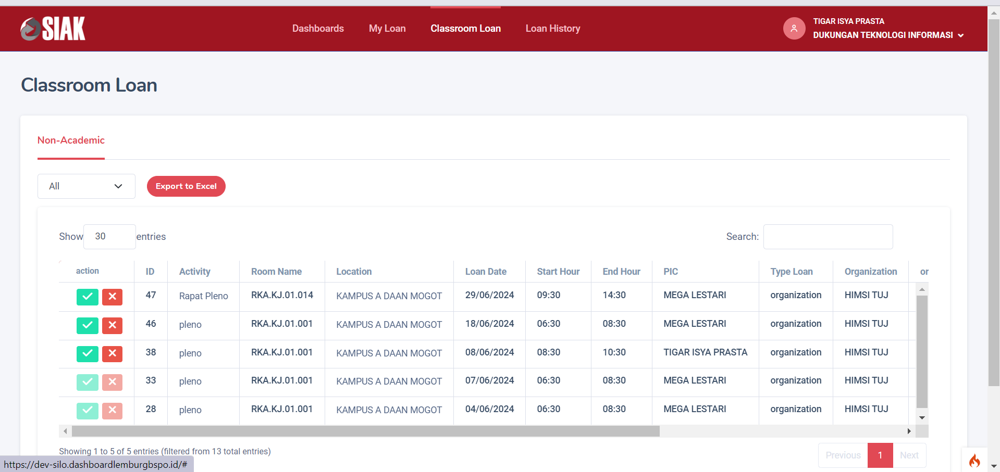 SIAK
Dashboards
My Loan
Classroom Loan
Loan History
TIGAR ISYA PRASTA
DUKUNGAN TEKNOLOGI INFORMASI
Classroom Loan
Non-Academic
All
Export to Excel
Show 30 entries
Search:
action ID Activity Room Name Location Loan Date Start Hour End Hour PIC Type Loan Organization or
47 Rapat Pleno RKA.KJ.01.014 KAMPUS A DAAN MOGOT 29/06/2024 09:30 14:30 MEGA LESTARI organization HIMSI TUJ
46 pleno RKA.KJ.01.001 KAMPUS A DAAN MOGOT 18/06/2024 06:30 08:30 MEGA LESTARI organization HIMSI TUJ
38 pleno RKA.KJ.01.001 KAMPUS A DAAN MOGOT 08/06/2024 08:30 10:30 TIGAR ISYA PRASTA organization HIMSI TUJ
33 pleno RKA.KJ.01.001 KAMPUS A DAAN MOGOT 07/06/2024 06:30 08:30 MEGA LESTARI organization HIMSI TUJ
28 pleno RKA.KJ.01.001 KAMPUS A DAAN MOGOT 04/06/2024 06:30 08:30 MEGA LESTARI organization HIMSI TUJ
Showing 1 to 5 of 5 entries (filtered from 13 total entries)
Previous 1 Next
https://dev-silo.dashboardlemburgbspo.id/#